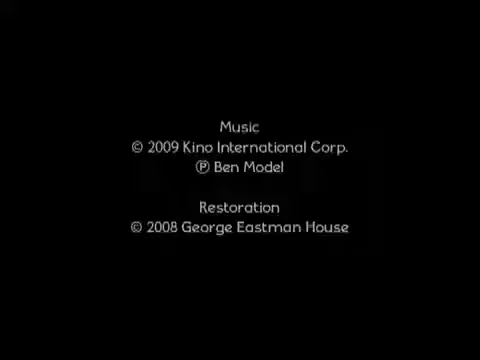 Music
© 2009 Kino International Corp.
℗ Ben Model
Restoration
© 2008 George Eastman House